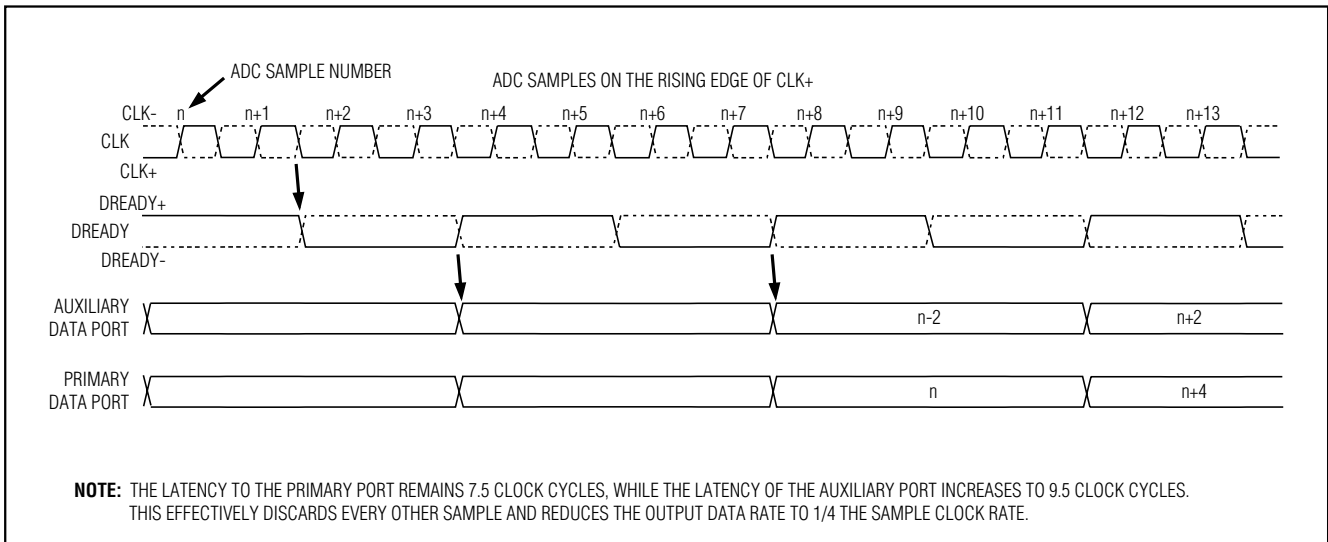 ADC SAMPLE NUMBER
ADC SAMPLES ON THE RISING EDGE OF CLK+
CLK- n n+1 n+2 n+3 n+4 n+5 n+6 n+7 n+8 n+9 n+10 n+11 n+12 n+13
CLK
CLK+
DREADY+
DREADY
DREADY-
AUXILIARY
DATA PORT
n-2
n+2
PRIMARY
DATA PORT
n
n+4
NOTE: THE LATENCY TO THE PRIMARY PORT REMAINS 7.5 CLOCK CYCLES, WHILE THE LATENCY OF THE AUXILIARY PORT INCREASES TO 9.5 CLOCK CYCLES.
THIS EFFECTIVELY DISCARDS EVERY OTHER SAMPLE AND REDUCES THE OUTPUT DATA RATE TO 1/4 THE SAMPLE CLOCK RATE.